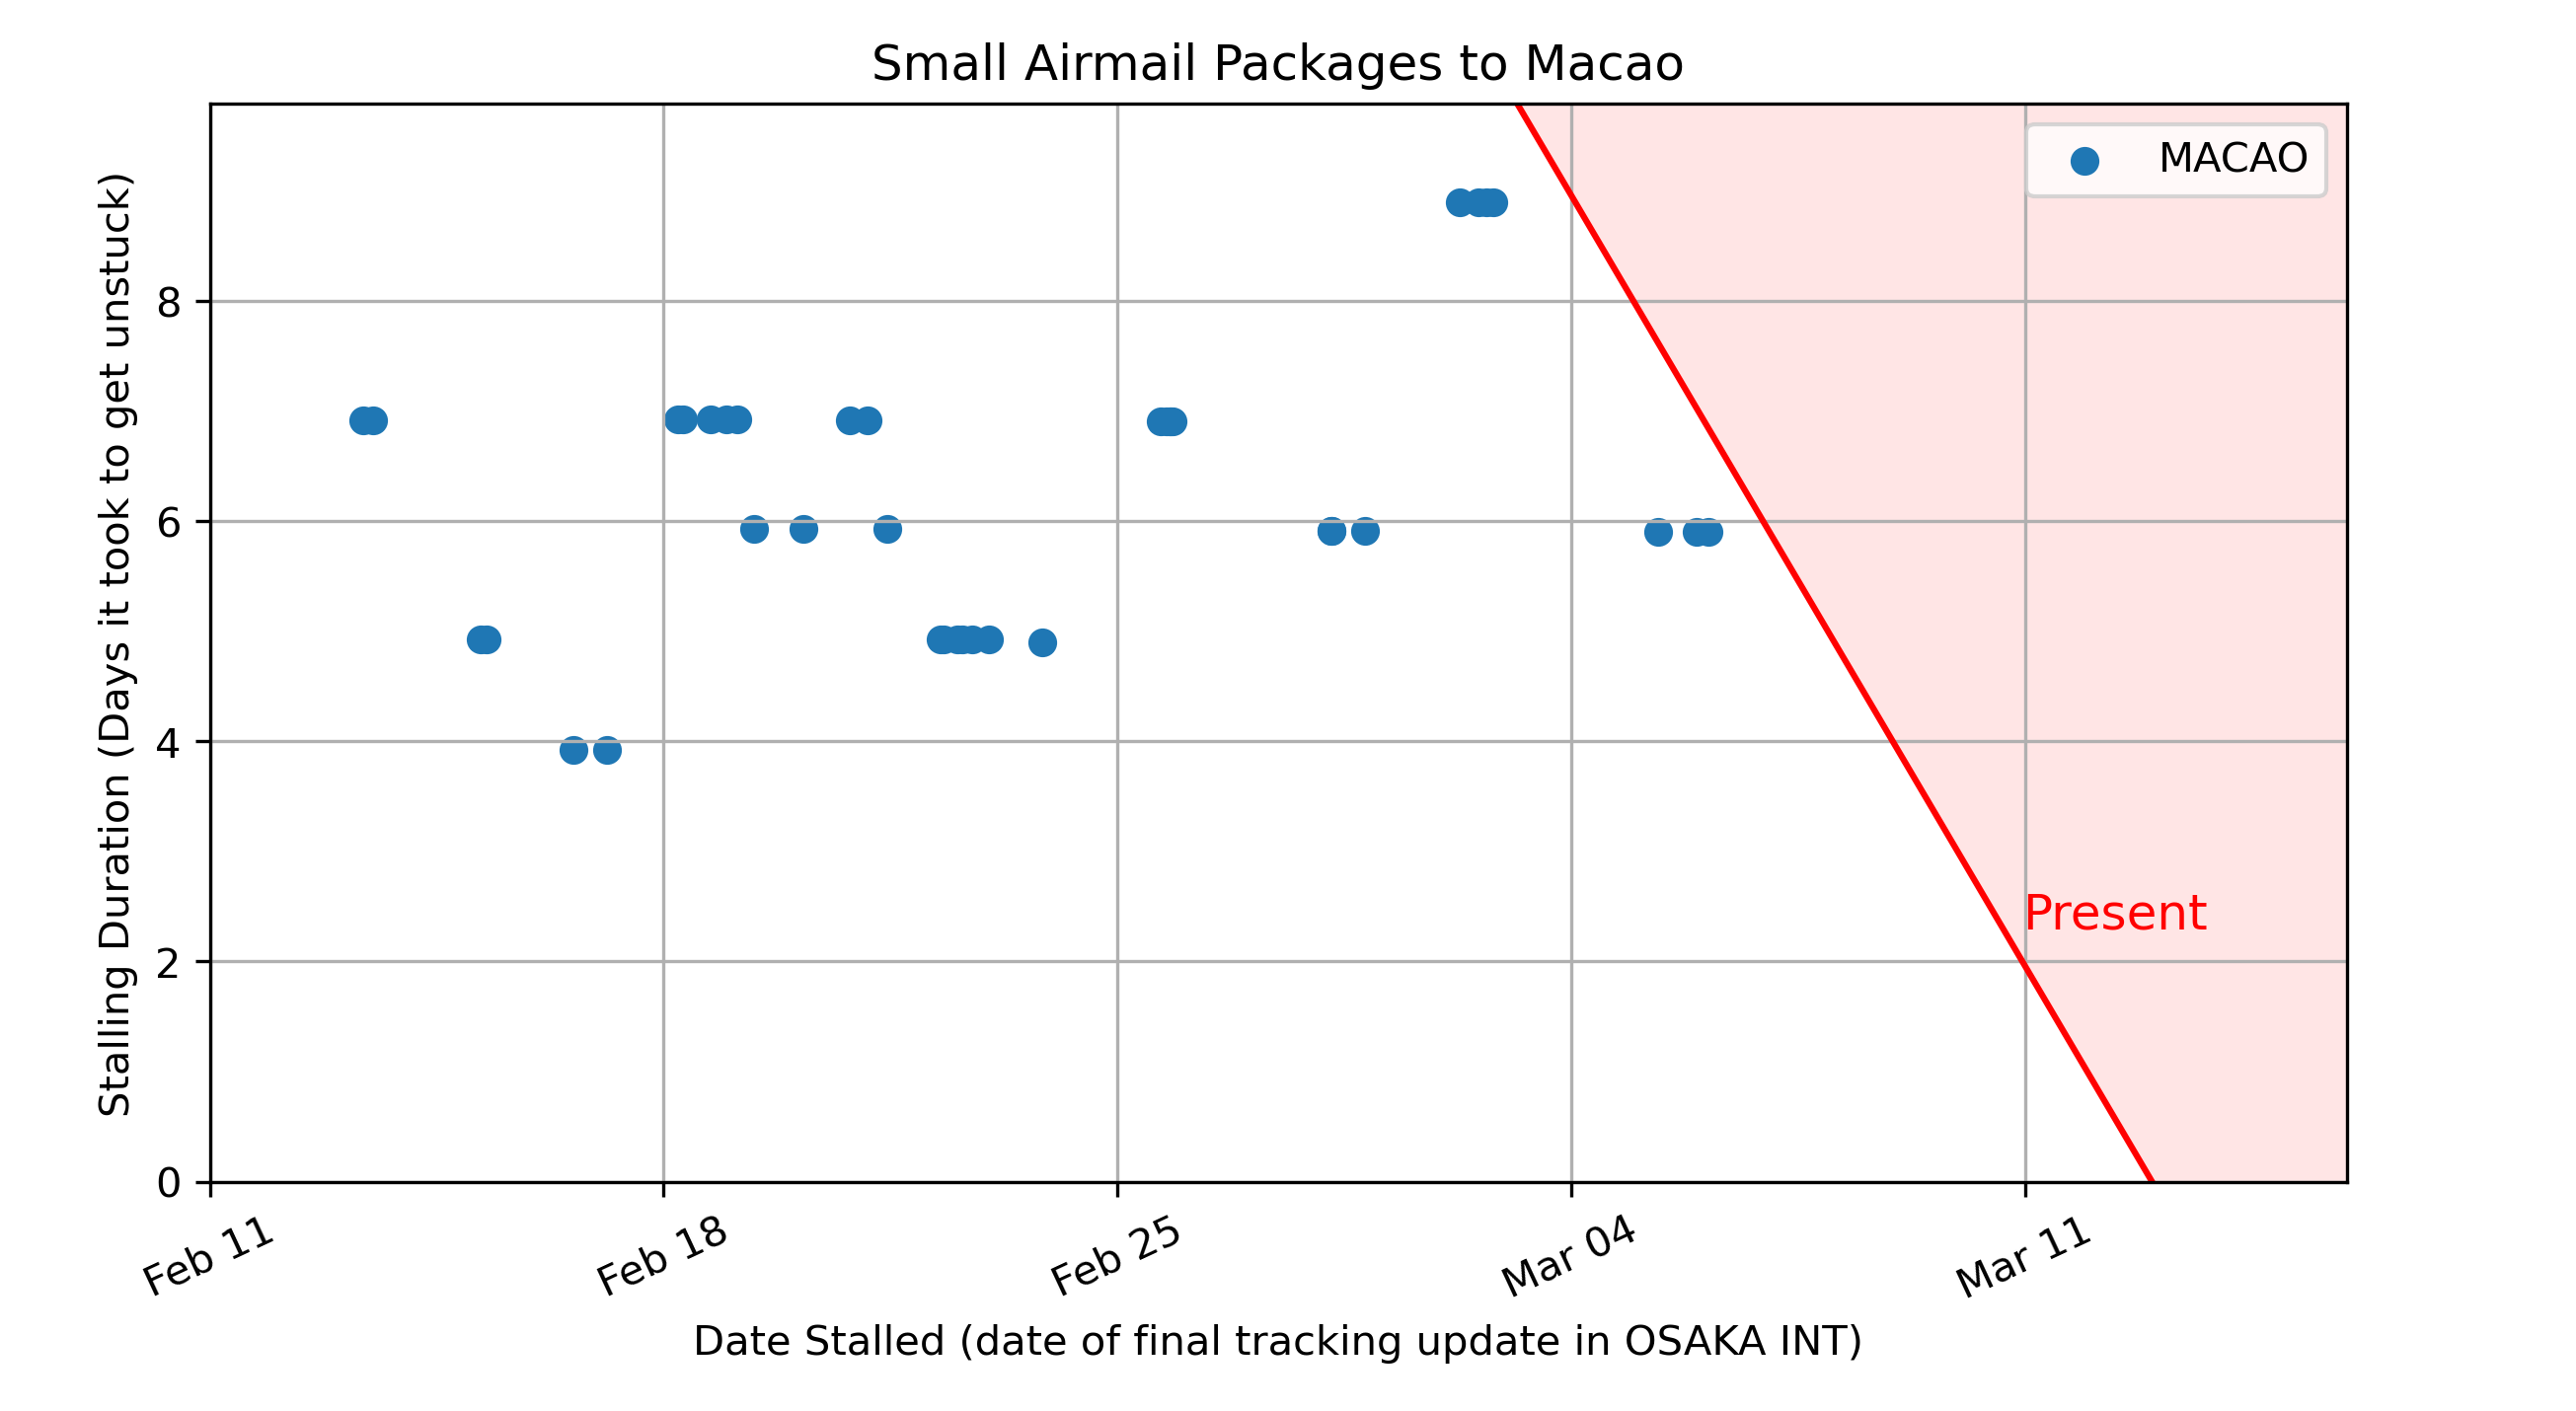 Small Airmail Packages to Macao
MACAO
Stalling Duration (Days it took to get unstuck)
8
6
4
2
0
Present
Feb 11
Feb 18
Feb 25
Mar 04
Mar 11
Date Stalled (date of final tracking update in OSAKA INT)